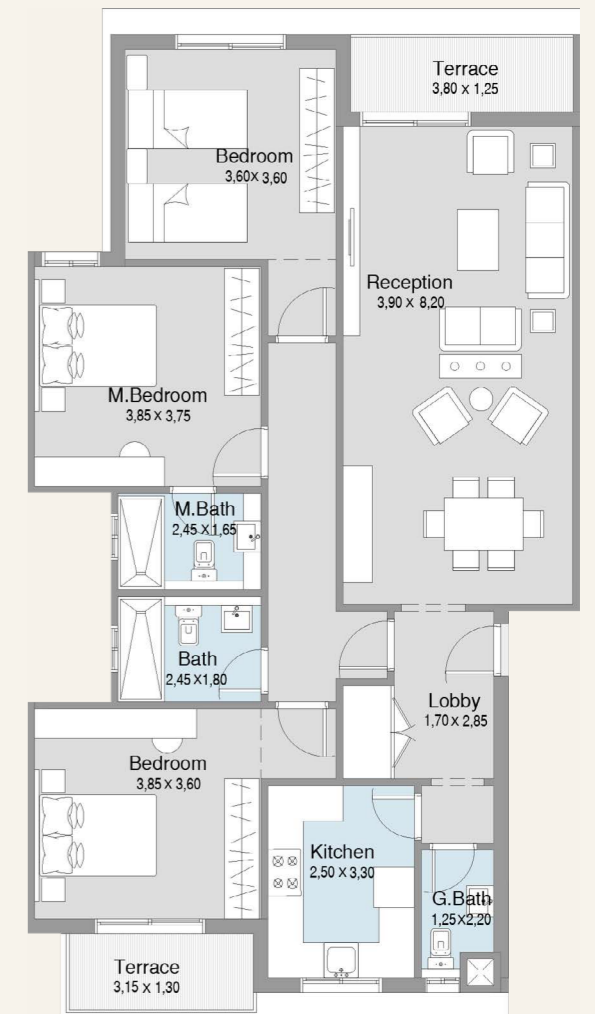 Terrace
3,80 x 1,25
Bedroom
3,60x 3,60
Reception
3,90 x 8,20
M.Bedroom
3,85 x 3,75
M.Bath
2,45 x1,65
Bath
2,45 x1,80
Lobby
1,70 x 2,85
Bedroom
3,85 x 3,60
Kitchen
2,50 x 3,30
G.Bath
1,25x2,20
Terrace
3,15 x 1,30